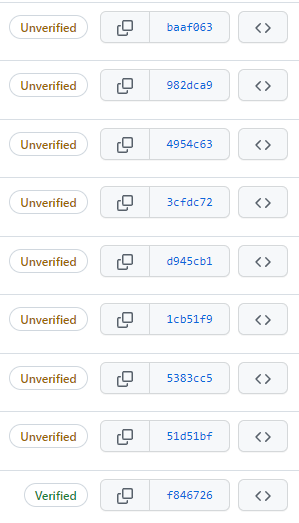 Unverified baaf063 <>
Unverified 982dca9 <>
Unverified 4954c63 <>
Unverified 3cfdc72 <>
Unverified d945cb1 <>
Unverified 1cb51f9 <>
Unverified 5383cc5 <>
Unverified 51d51bf <>
Verified f846726 <>